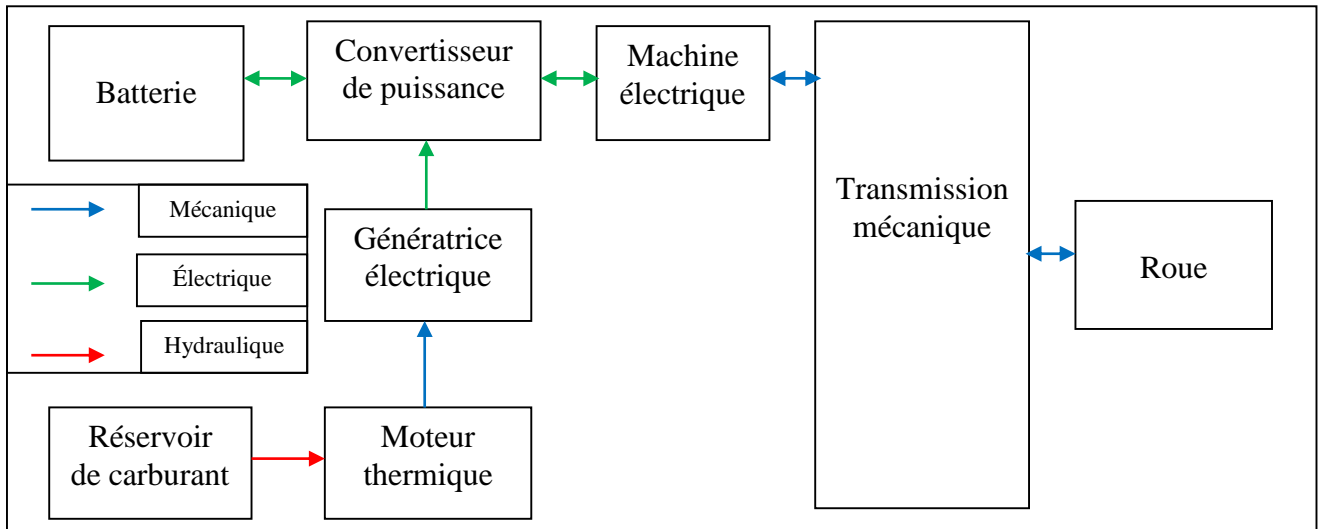 Batterie
Convertisseur
de puissance
Machine
électrique
Transmission
mécanique
Roue
Mécanique
Électrique
Hydraulique
Génératrice
électrique
Réservoir
de carburant
Moteur
thermique